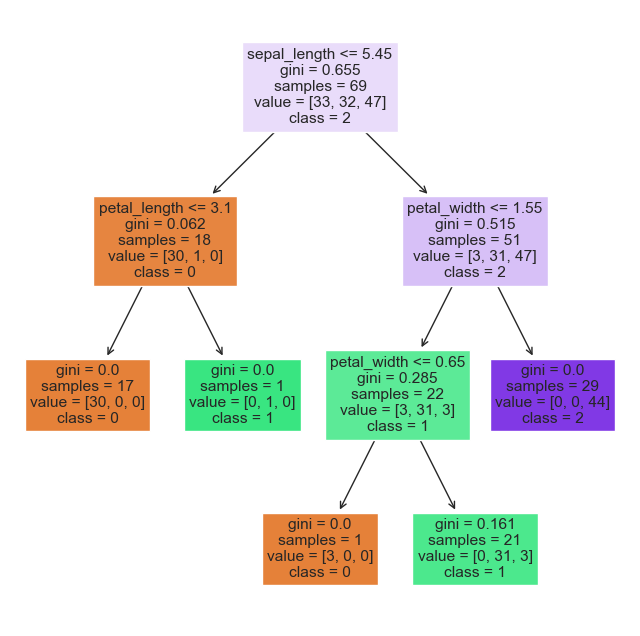 sepal_length <= 5.45
gini = 0.655
samples = 69
value = [33, 32, 47]
class = 2
petal_length <= 3.1
gini = 0.062
samples = 18
value = [30, 1, 0]
class = 0
petal_width <= 1.55
gini = 0.515
samples = 51
value = [3, 31, 47]
class = 2
gini = 0.0
samples = 17
value = [30, 0, 0]
class = 0
gini = 0.0
samples = 1
value = [0, 1, 0]
class = 1
petal_width <= 0.65
gini = 0.285
samples = 22
value = [3, 31, 3]
class = 1
gini = 0.0
samples = 29
value = [0, 0, 44]
class = 2
gini = 0.0
samples = 1
value = [3, 0, 0]
class = 0
gini = 0.161
samples = 21
value = [0, 31, 3]
class = 1